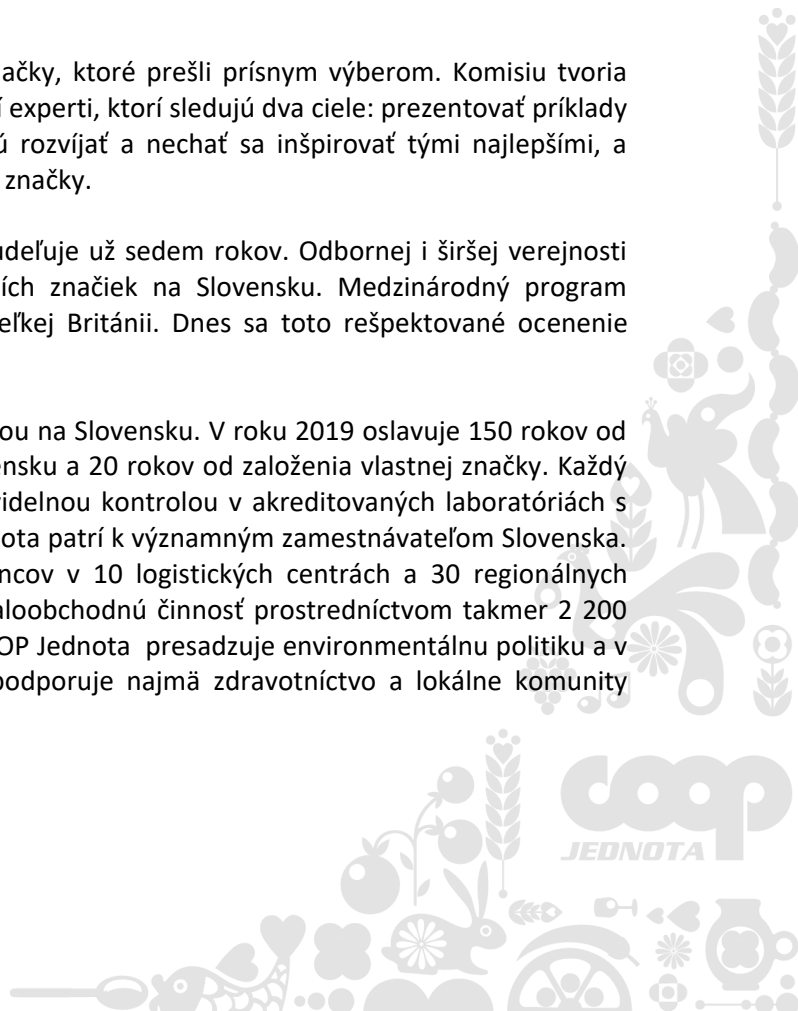 ačky, ktoré prešli prísnym výberom. Komisiu tvoria
í experti, ktorí sledujú dva ciele: prezentovať príklady
ú rozvíjať a nechať sa inšpirovať tými najlepšími, a
značky.
udeľuje už sedem rokov. Odbornej i širšej verejnosti
ích značiek na Slovensku. Medzinárodný program
eľkej Británii. Dnes sa toto rešpektované ocenenie
ou na Slovensku. V roku 2019 oslavuje 150 rokov od
ensku a 20 rokov od založenia vlastnej značky. Každý
videlnou kontrolou v akreditovaných laboratóriách s
ota patrí k významným zamestnávateľom Slovenska.
ncov v 10 logistických centrách a 30 regionálnych
aloobchodnú činnosť prostredníctvom takmer 2 200
OP Jednota presadzuje environmentálnu politiku a v
podporuje najmä zdravotníctvo a lokálne komunity
coop
JEDNOTA